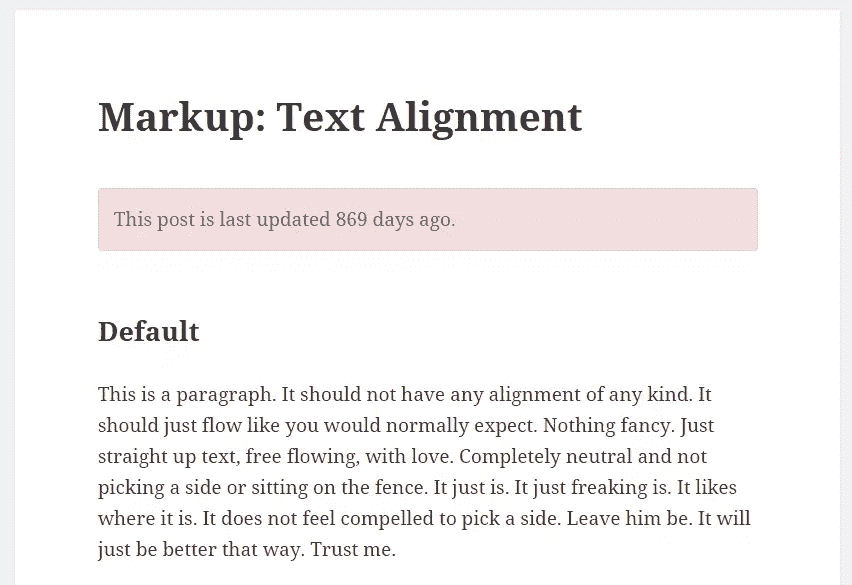 Markup: Text Alignment
This post is last updated 869 days ago.
Default
This is a paragraph. It should not have any alignment of any kind. It
should just flow like you would normally expect. Nothing fancy. Just
straight up text, free flowing, with love. Completely neutral and not
picking a side or sitting on the fence. It just is. It just freaking is. It likes
where it is. It does not feel compelled to pick a side. Leave him be. It will
just be better that way. Trust me.